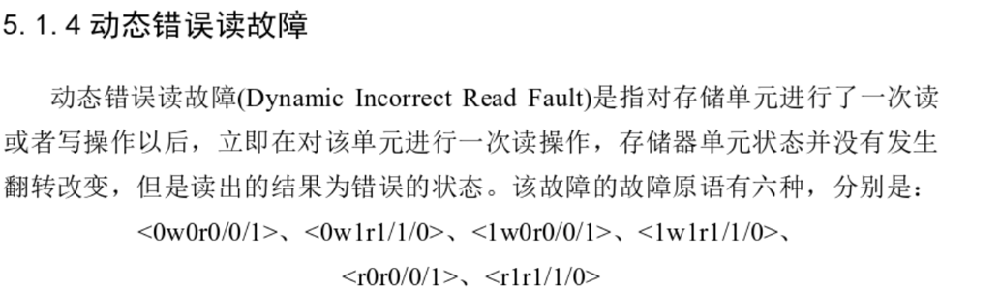 5.1.4 动态错误读故障
动态错误读故障(Dynamic Incorrect Read Fault)是指对存储单元进行了一次读
或者写操作以后，立即在对该单元进行一次读操作，存储器单元状态并没有发生
翻转改变，但是读出的结果为错误的状态。该故障的故障原语有六种，分别是：
<0w0r0/0/1>、<0w1r1/1/0>、<1w0r0/0/1>、<1w1r1/1/0>、
<r0r0/0/1>、<r1r1/1/0>